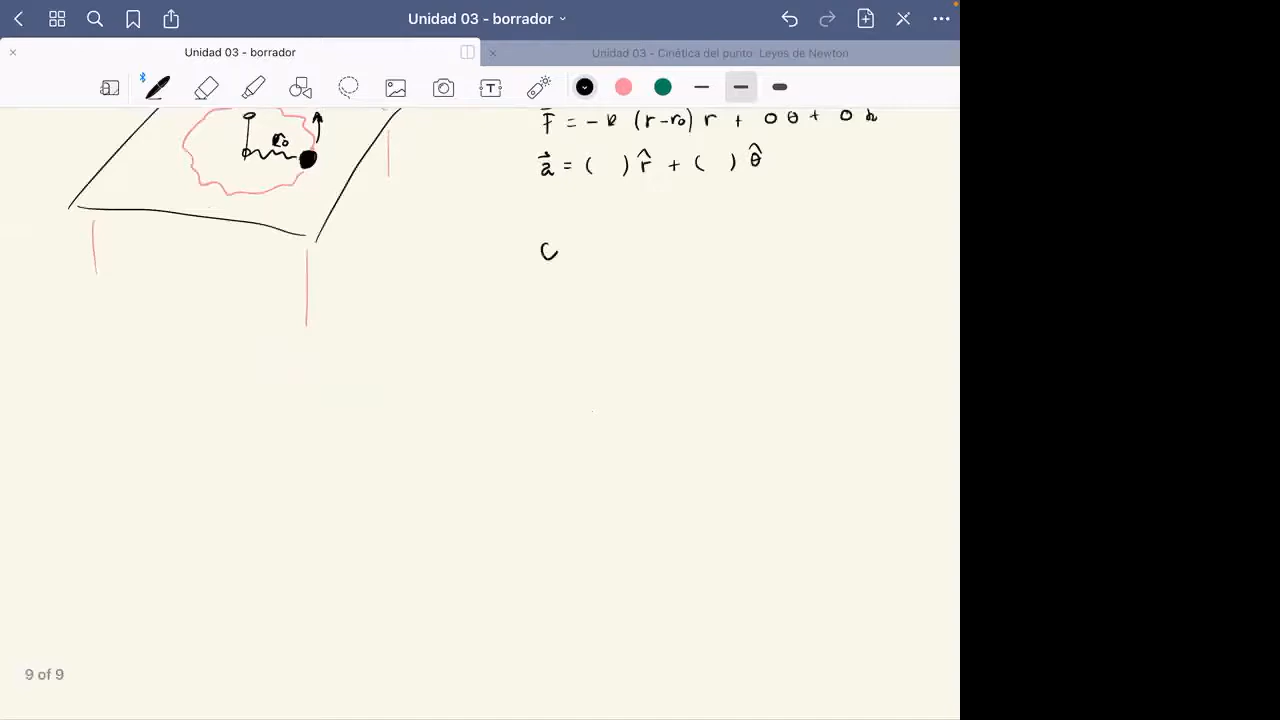 Unidad 03 - borrador
Unidad 03 - borrador
Unidad 03 - Cinética del punto: Leyes de Newton
T
r₀
F = - k (r-r₀) r + 0 θ + 0 k
a⃗ = ( ) r̂ + ( ) θ̂
C
9 of 9